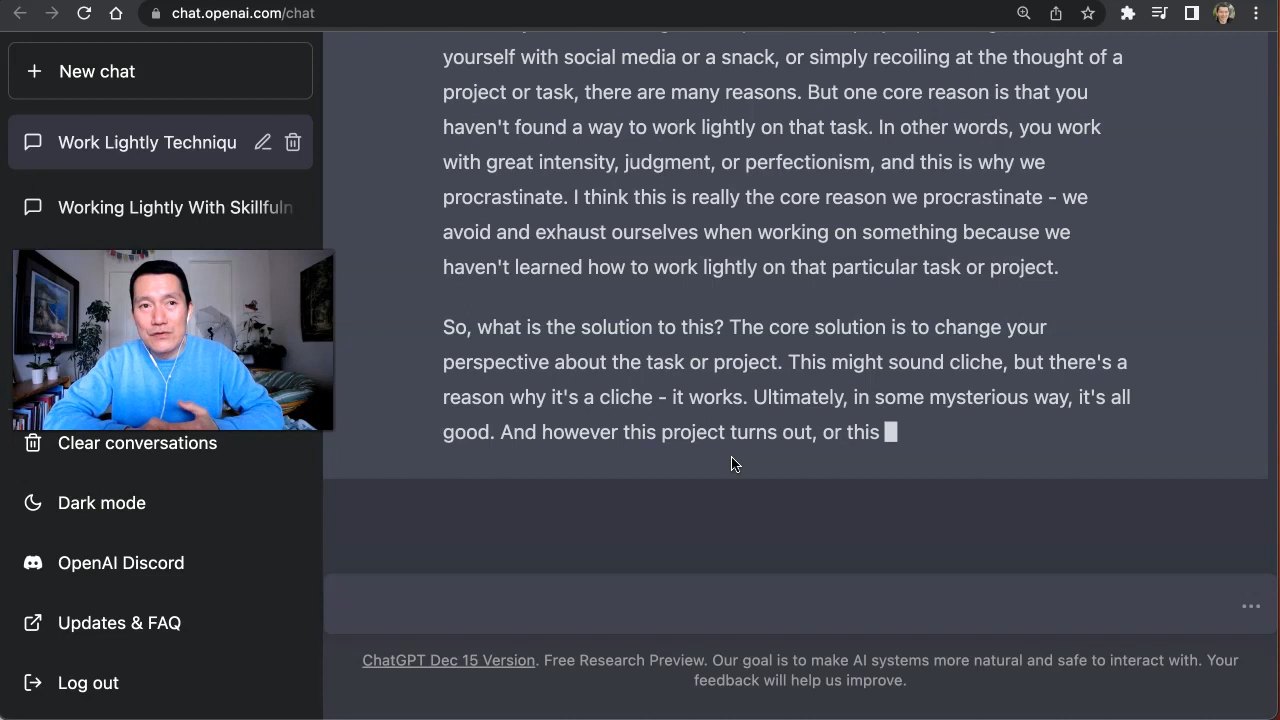 chat.openai.com/chat
New chat
Work Lightly Techniqu
Working Lightly With Skillfuln
Clear conversations
Dark mode
OpenAI Discord
Updates & FAQ
Log out
yourself with social media or a snack, or simply recoiling at the thought of a
project or task, there are many reasons. But one core reason is that you
haven't found a way to work lightly on that task. In other words, you work
with great intensity, judgment, or perfectionism, and this is why we
procrastinate. I think this is really the core reason we procrastinate - we
avoid and exhaust ourselves when working on something because we
haven't learned how to work lightly on that particular task or project.
So, what is the solution to this? The core solution is to change your
perspective about the task or project. This might sound cliche, but there's a
reason why it's a cliche - it works. Ultimately, in some mysterious way, it's all
good. And however this project turns out, or this
ChatGPT Dec 15 Version. Free Research Preview. Our goal is to make AI systems more natural and safe to interact with. Your
feedback will help us improve.